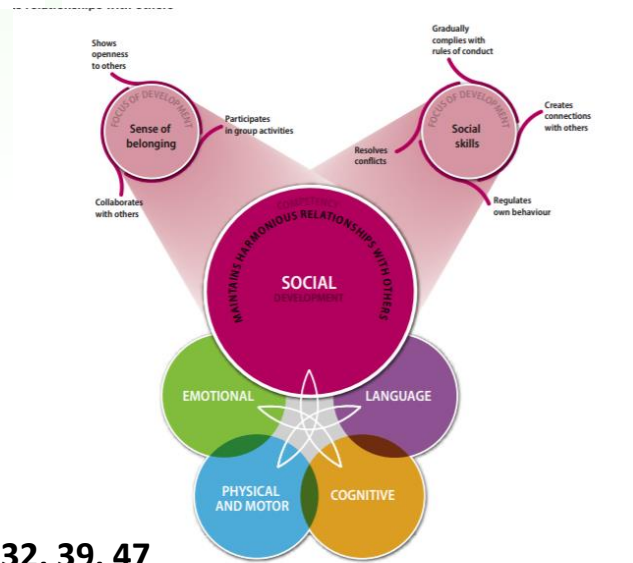 Shows
openness
to others
FOCUS OF DEVELOPMENT
Sense of
belonging
Participates
in group activities
Collaborates
with others
Gradually
complies with
rules of conduct
FOCUS OF DEVELOPMENT
Social
skills
Creates
connections
with others
Resolves
conflicts
Regulates
own behaviour
COMPETENCY
MAINTAINS HARMONIOUS RELATIONSHIPS WITH OTHERS
SOCIAL
DEVELOPMENT
EMOTIONAL
LANGUAGE
PHYSICAL
AND MOTOR
COGNITIVE
32, 39, 47